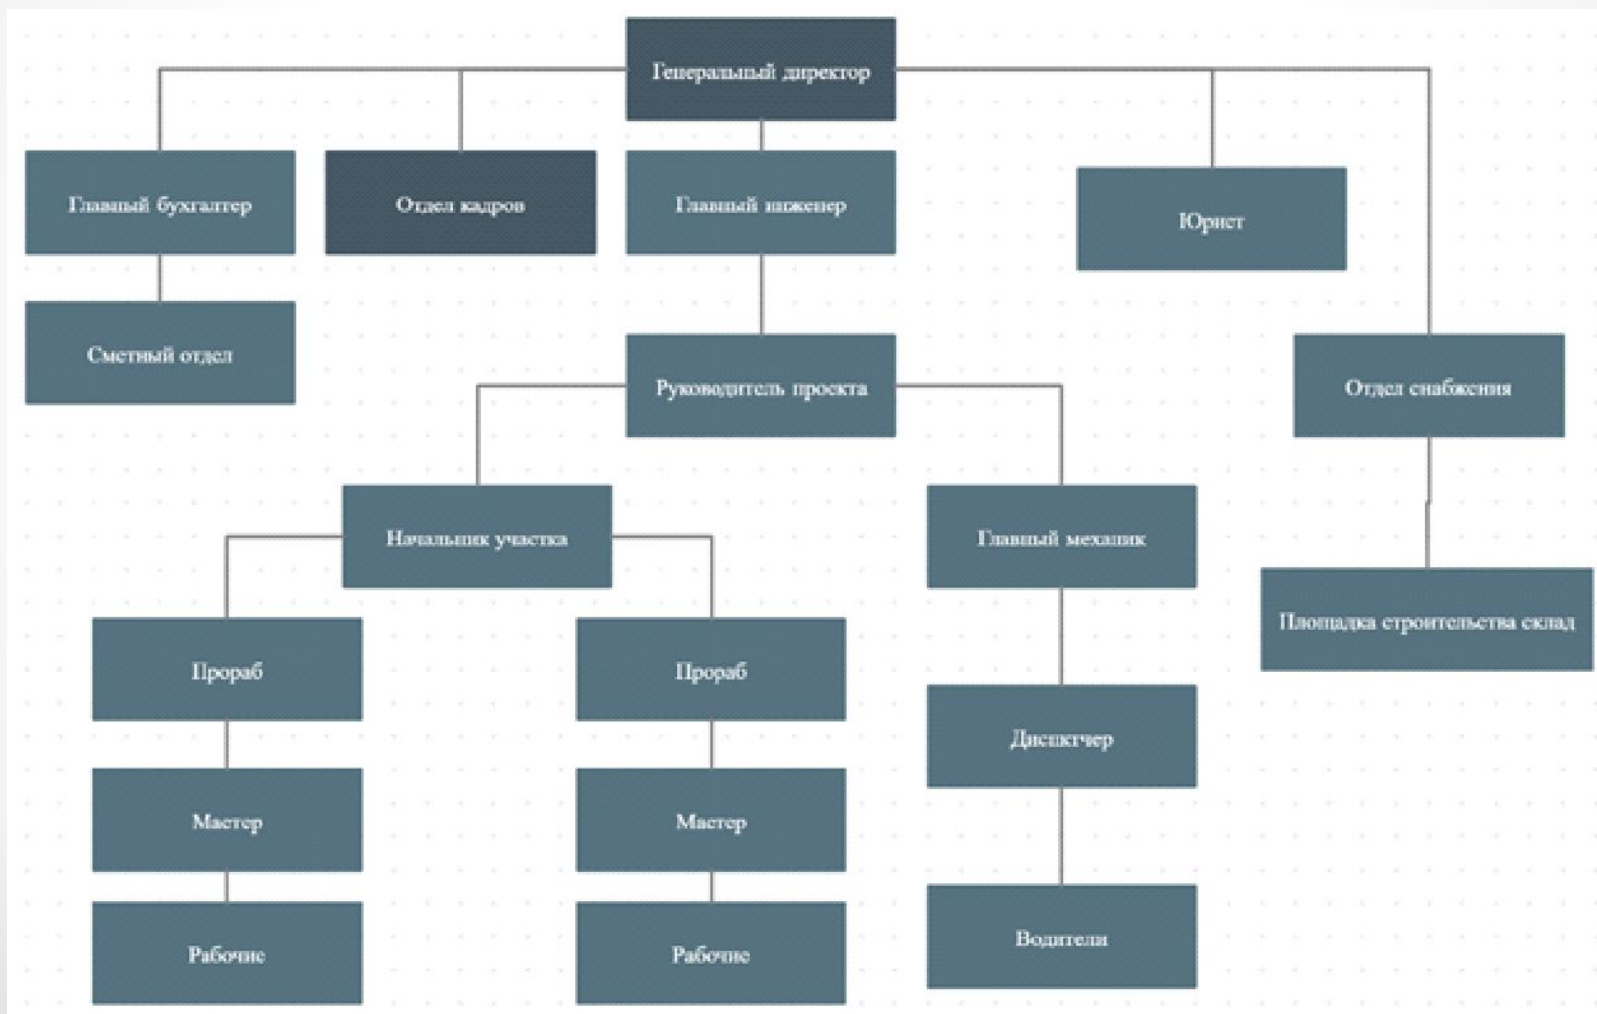 Генеральный директор
Главный бухгалтер
Отдел кадров
Главный инженер
Юрист
Сметный отдел
Руководитель проекта
Отдел снабжения
Начальник участка
Главный механик
Площадка строительства склад
Прораб
Прораб
Диспктчер
Мастер
Мастер
Рабочие
Рабочие
Водители